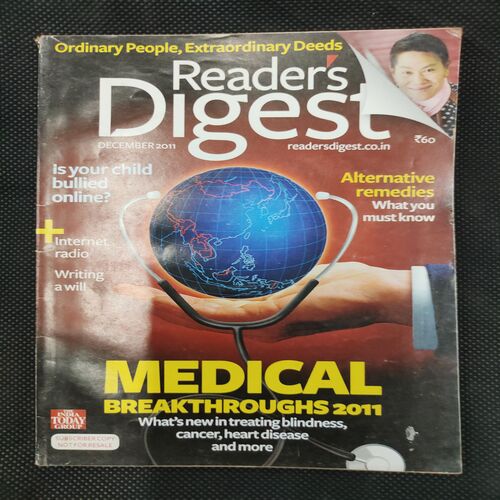 Ordinary People, Extraordinary Deeds
Reader's
Digest
DECEMBER 2011
readersdigest.co.in
₹60
Is your child
bullied
online?
+
Internet
radio
Writing
a will
Alternative
remedies
What you
must know
MEDICAL
BREAKTHROUGHS 2011
What's new in treating blindness,
cancer, heart disease
and more
THE
INDIA
TODAY
GROUP
SUBSCRIBER COPY
NOT FOR RESALE